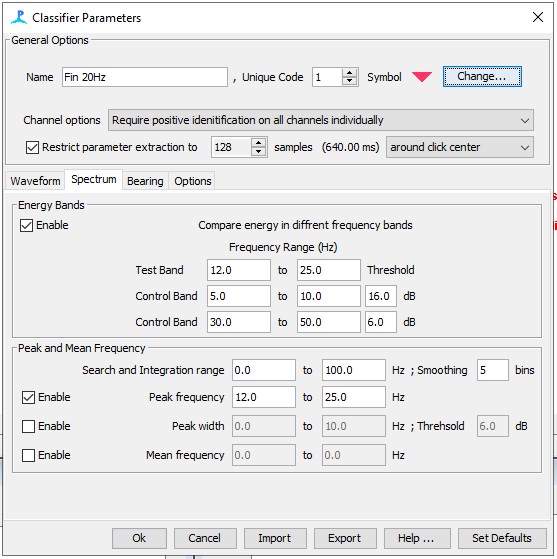 Classifier Parameters
General Options
Name Fin 20Hz , Unique Code 1 Symbol Change...
Channel options Require positive idenitification on all channels individually
Restrict parameter extraction to 128 samples (640.00 ms) around click center
Waveform Spectrum Bearing Options
Energy Bands
Enable Compare energy in diffrent frequency bands
Frequency Range (Hz)
Test Band 12.0 to 25.0 Threshold
Control Band 5.0 to 10.0 16.0 dB
Control Band 30.0 to 50.0 6.0 dB
Peak and Mean Frequency
Search and Integration range 0.0 to 100.0 Hz ; Smoothing 5 bins
Enable Peak frequency 12.0 to 25.0 Hz
Enable Peak width 0.0 to 10.0 Hz ; Threhsold 6.0 dB
Enable Mean frequency 0.0 to 0.0 Hz
Ok Cancel Import Export Help ... Set Defaults